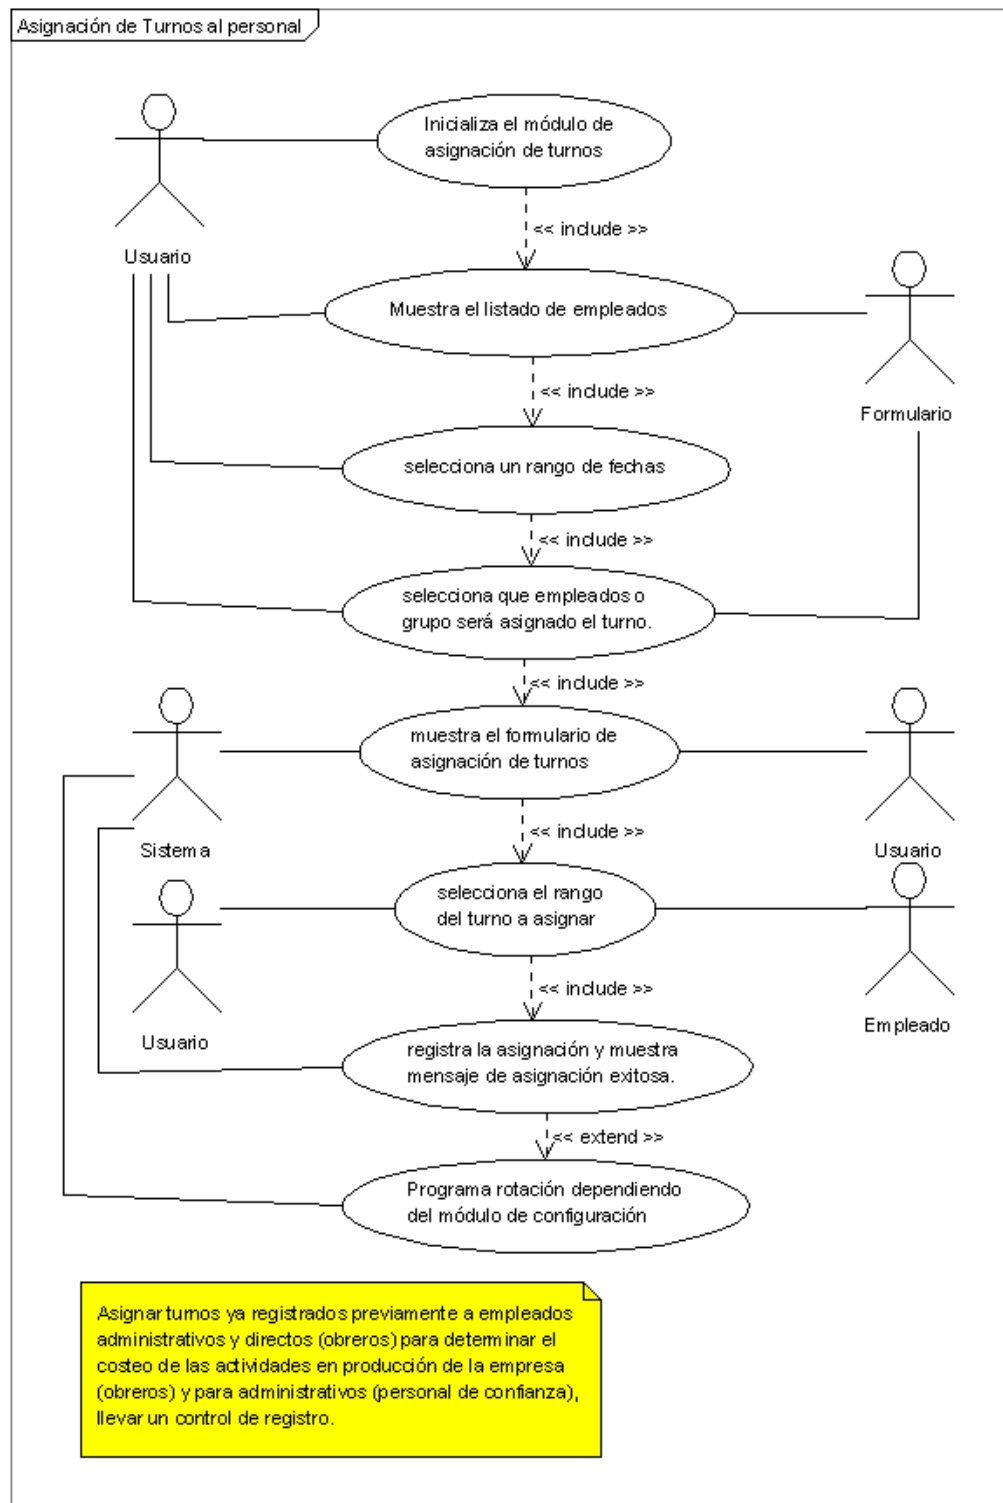 Asignación de Turnos al personal
Inicializa el módulo de
asignación de turnos
Usuario
<< include >>
Muestra el listado de empleados
Formulario
<< include >>
selecciona un rango de fechas
<< include >>
selecciona que empleados o
grupo será asignado el turno.
<< include >>
muestra el formulario de
asignación de turnos
Sistema
Usuario
<< include >>
selecciona el rango
del turno a asignar
Usuario
Empleado
<< include >>
registra la asignación y muestra
mensaje de asignación exitosa.
<< extend >>
Programa rotación dependiendo
del módulo de configuración
Asignar turnos ya registrados previamente a empleados
administrativos y directos (obreros) para determinar el
costeo de las actividades en producción de la empresa
(obreros) y para administrativos (personal de confianza),
llevar un control de registro.